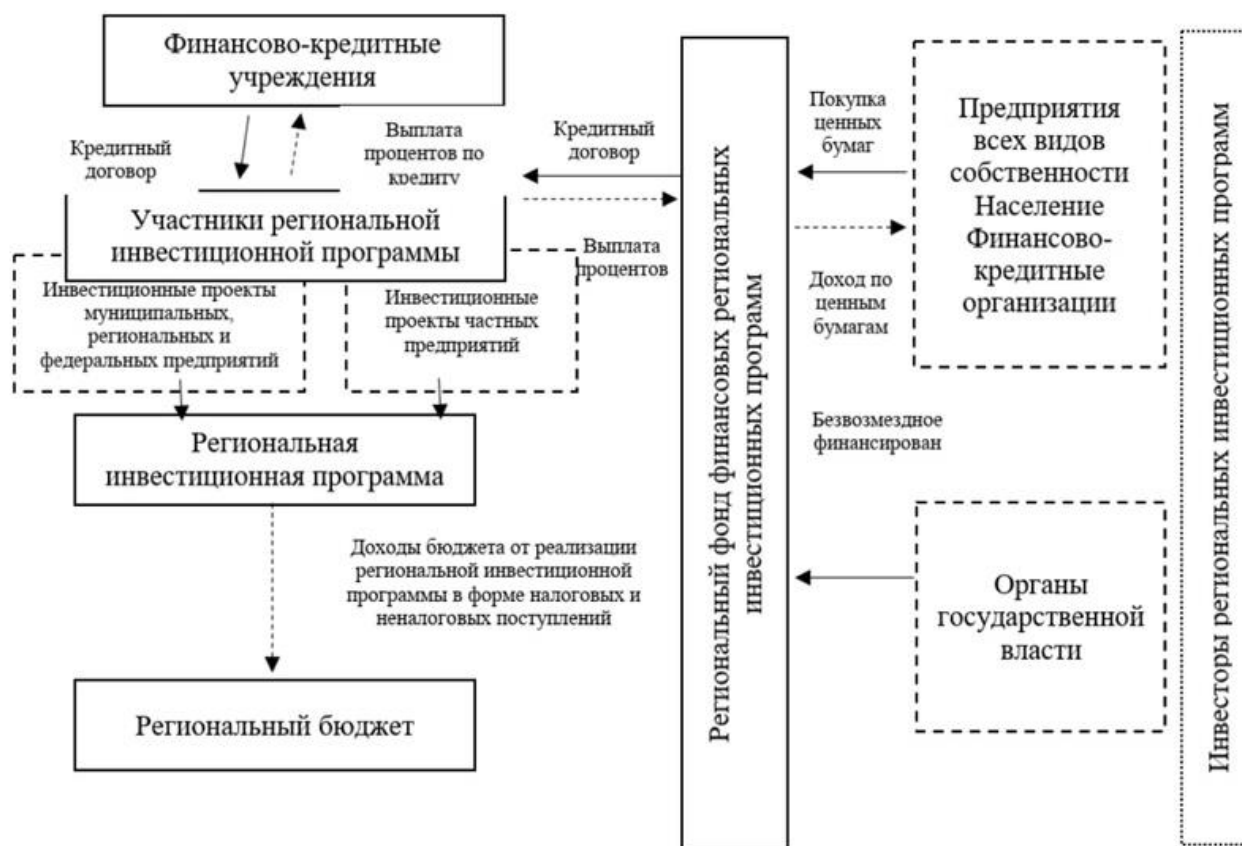 Финансово-кредитные
учреждения
Кредитный
договор
Выплата
процентов по
кредиту
Участники региональной
инвестиционной программы
Инвестиционные проекты
муниципальных,
региональных и
федеральных предприятий
Инвестиционные
проекты частных
предприятий
Региональная
инвестиционная программа
Доходы бюджета от реализации
региональной инвестиционной
программы в форме налоговых и
неналоговых поступлений
Региональный бюджет
Кредитный
договор
Выплата
процентов
Региональный фонд финансовых региональных
инвестиционных программ
Покупка
ценных
бумаг
Доход по
ценным
бумагам
Безвозмездное
финансирован
Предприятия
всех видов
собственности
Население
Финансово-
кредитные
организации
Органы
государственной
власти
Инвесторы региональных инвестиционных программ